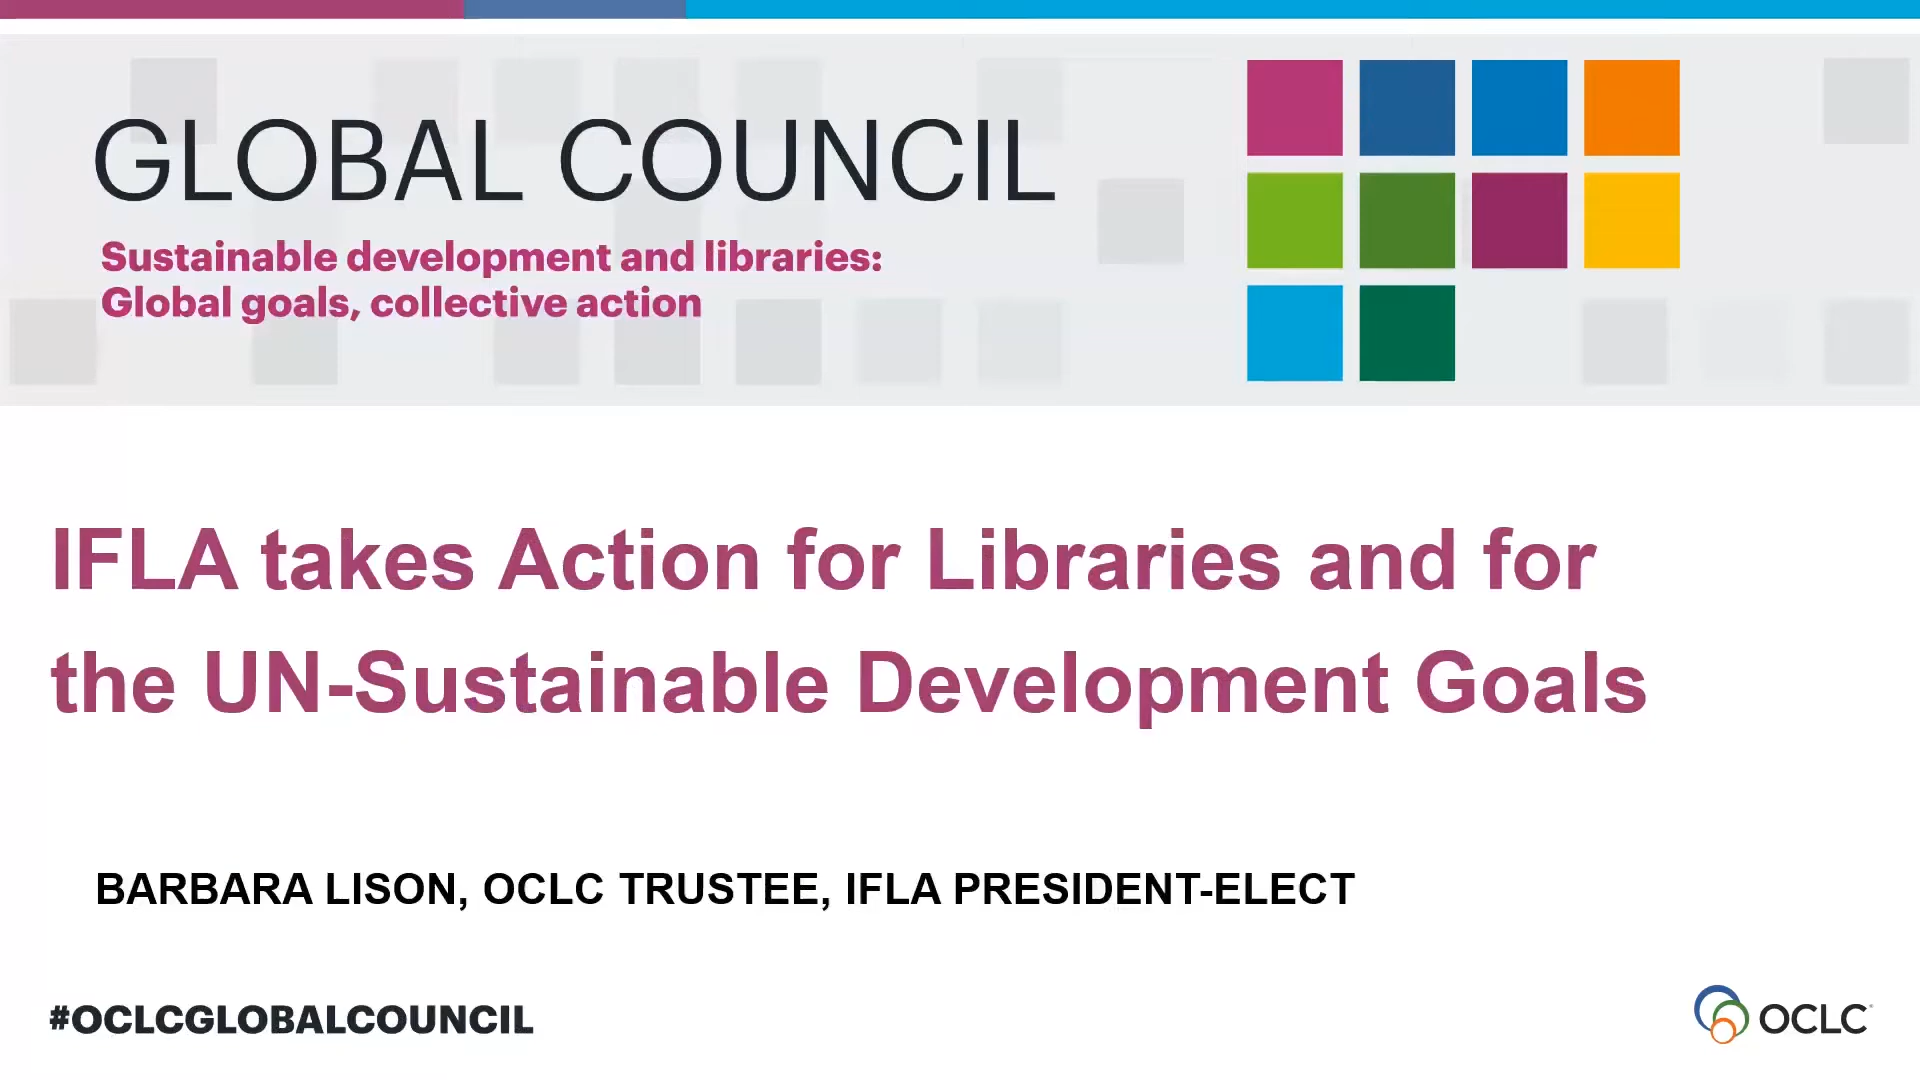 GLOBAL COUNCIL
Sustainable development and libraries:
Global goals, collective action
IFLA takes Action for Libraries and for
the UN-Sustainable Development Goals
BARBARA LISON, OCLC TRUSTEE, IFLA PRESIDENT-ELECT
#OCLCGLOBALCOUNCIL
OCLC